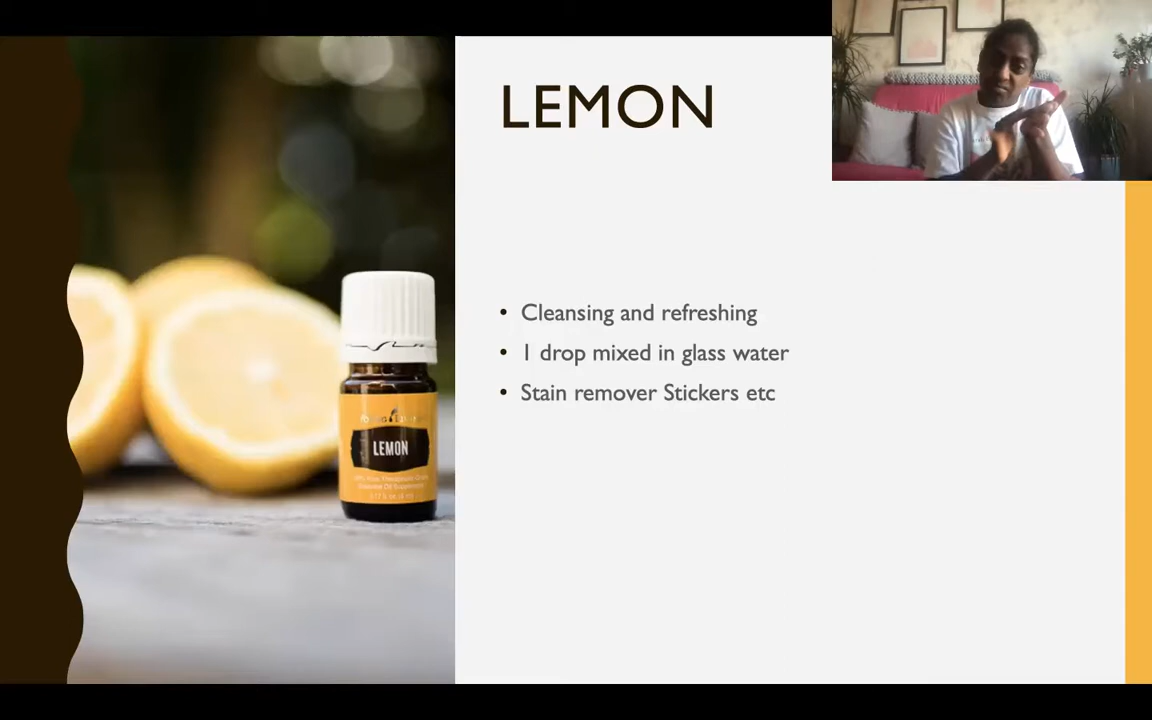 LEMON
• Cleansing and refreshing
• 1 drop mixed in glass water
• Stain remover Stickers etc
LEMON